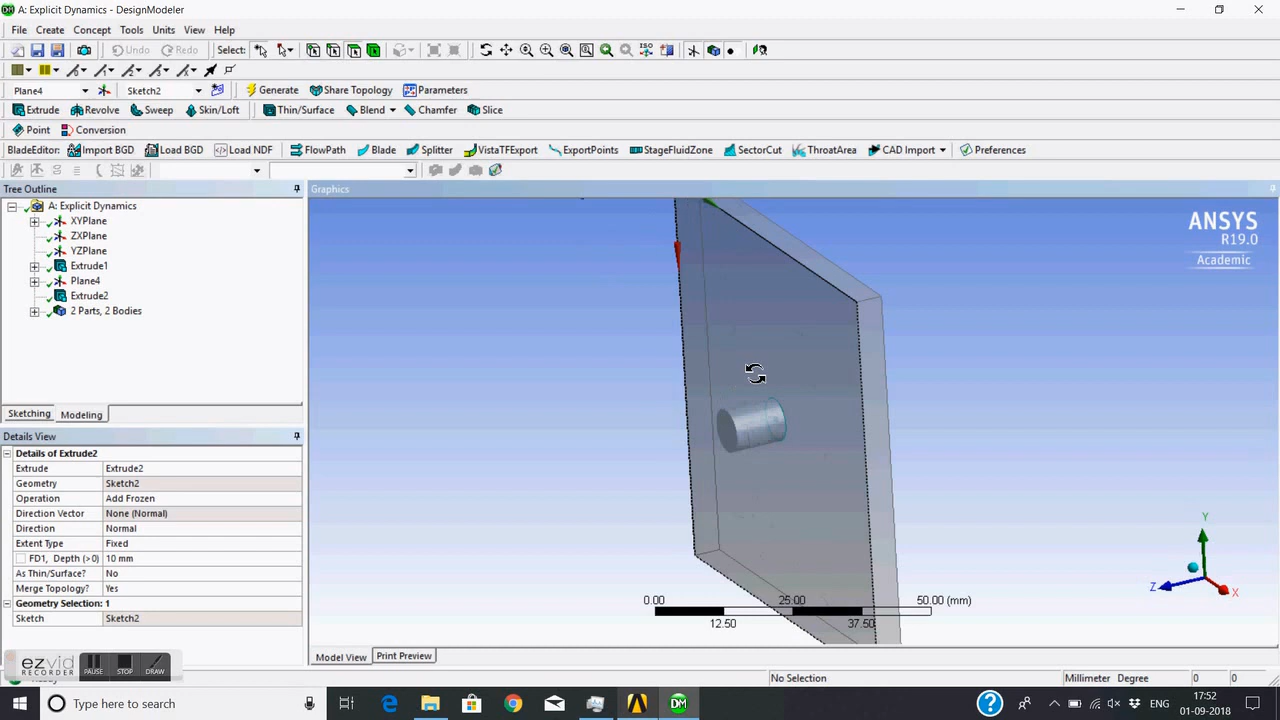 A: Explicit Dynamics - DesignModeler
File Create Concept Tools Units View Help
Undo Redo Select:
Plane4 Sketch2 Generate Share Topology Parameters
Extrude Revolve Sweep Skin/Loft Thin/Surface Blend Chamfer Slice
Point Conversion
BladeEditor: Import BGD Load BGD Load NDF FlowPath Blade Splitter VistaTFExport ExportPoints StageFluidZone SectorCut ThroatArea CAD Import Preferences
Tree Outline
A: Explicit Dynamics
XYPlane
ZXPlane
YZPlane
Extrude1
Plane4
Extrude2
2 Parts, 2 Bodies
Sketching Modeling
Details View
Details of Extrude2
Extrude Extrude2
Geometry Sketch2
Operation Add Frozen
Direction Vector None (Normal)
Direction Normal
Extent Type Fixed
FD1, Depth (>0) 10 mm
As Thin/Surface? No
Merge Topology? Yes
Geometry Selection: 1
Sketch Sketch2
Graphics
ANSYS
R19.0
Academic
Y
Z
X
0.00 25.00 50.00 (mm)
12.50 37.50
Model View Print Preview
ezvid
RECORDER
PAUSE STOP DRAW
No Selection Millimeter Degree 0 0
Type here to search
ENG
17:52
01-09-2018